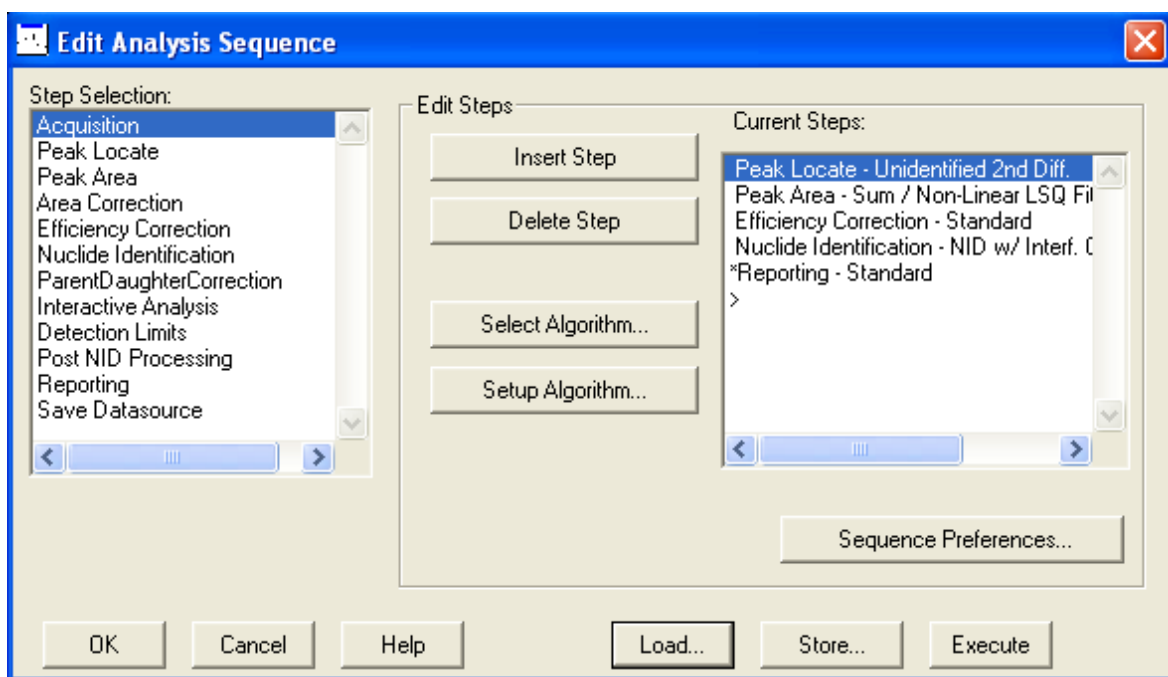 Edit Analysis Sequence
Step Selection:
Acquisition
Peak Locate
Peak Area
Area Correction
Efficiency Correction
Nuclide Identification
ParentDaughterCorrection
Interactive Analysis
Detection Limits
Post NID Processing
Reporting
Save Datasource
Edit Steps
Insert Step
Delete Step
Select Algorithm...
Setup Algorithm...
Current Steps:
Peak Locate - Unidentified 2nd Diff.
Peak Area - Sum / Non-Linear LSQ Fit
Efficiency Correction - Standard
Nuclide Identification - NID w/ Interf. C
*Reporting - Standard
>
Sequence Preferences...
OK Cancel Help Load... Store... Execute